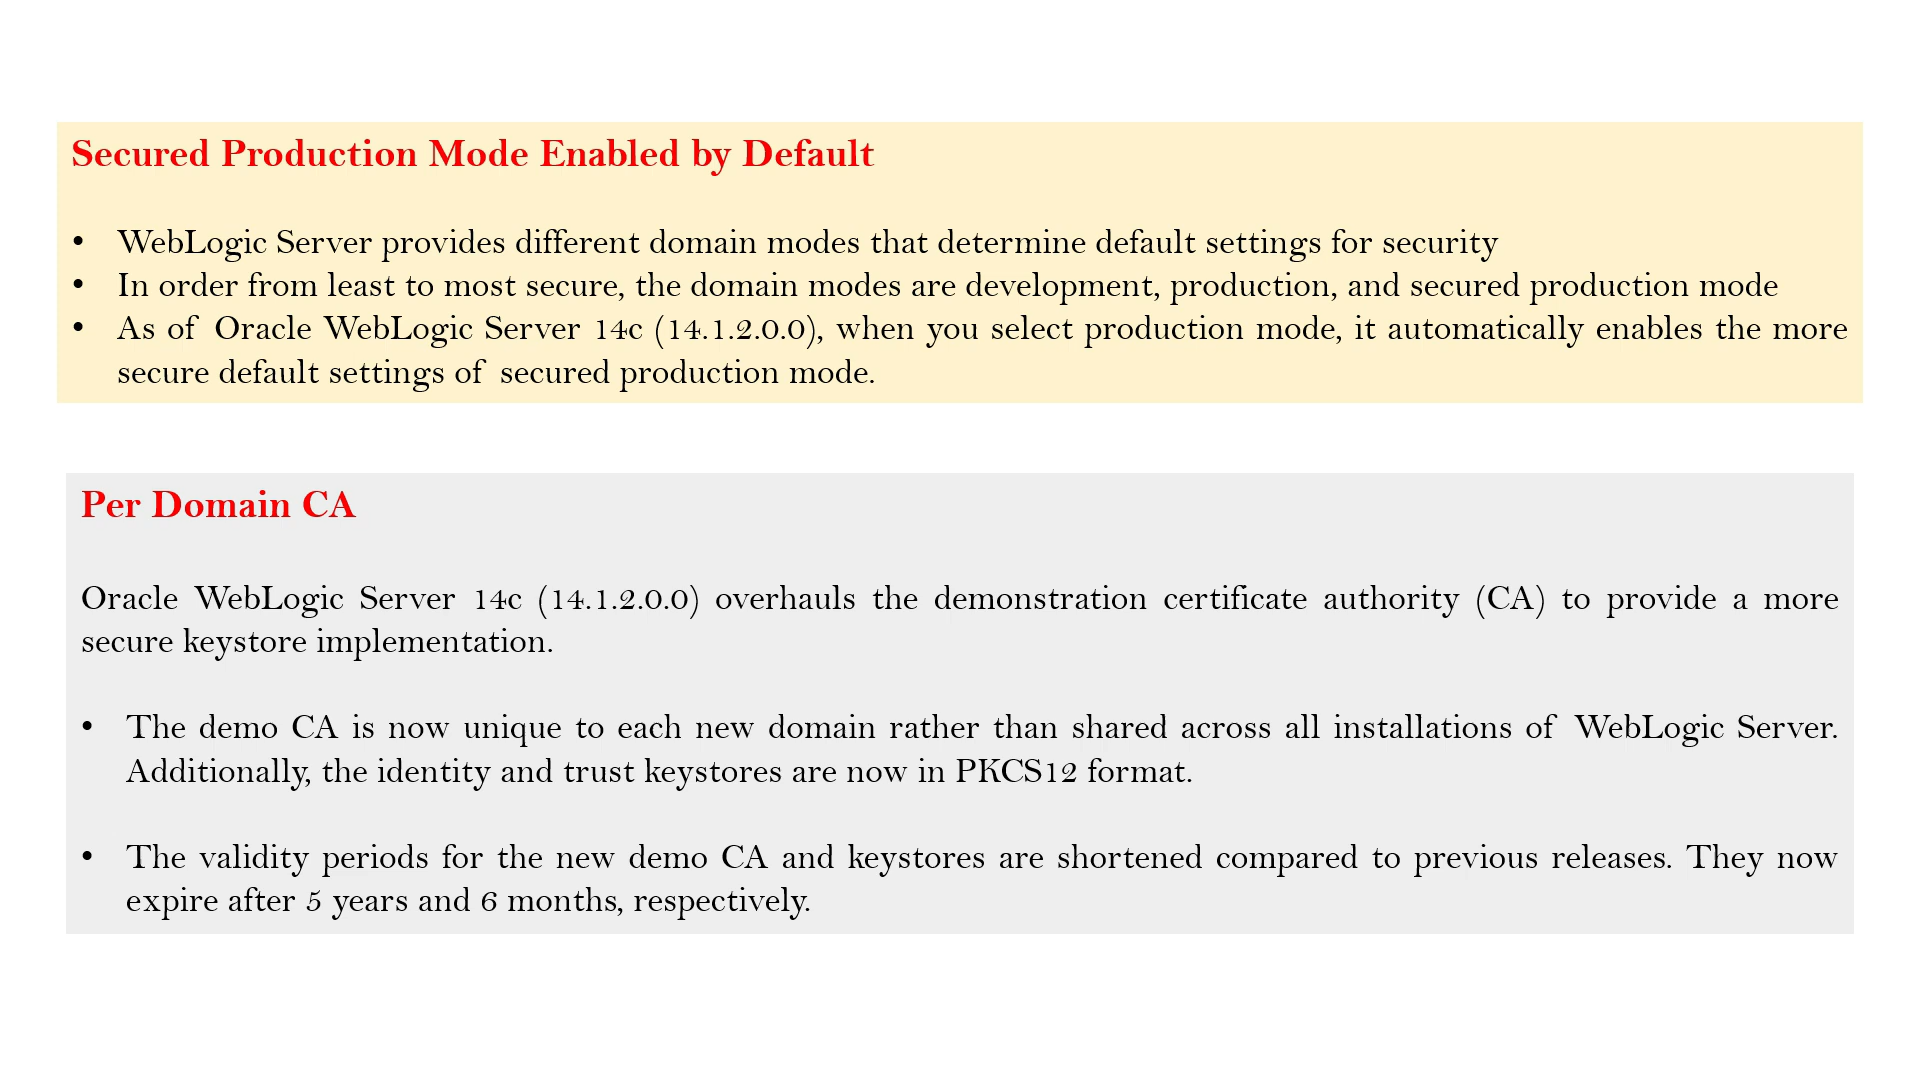 Secured Production Mode Enabled by Default
• WebLogic Server provides different domain modes that determine default settings for security
• In order from least to most secure, the domain modes are development, production, and secured production mode
• As of Oracle WebLogic Server 14c (14.1.2.0.0), when you select production mode, it automatically enables the more
secure default settings of secured production mode.
Per Domain CA
Oracle WebLogic Server 14c (14.1.2.0.0) overhauls the demonstration certificate authority (CA) to provide a more
secure keystore implementation.
• The demo CA is now unique to each new domain rather than shared across all installations of WebLogic Server.
Additionally, the identity and trust keystores are now in PKCS12 format.
• The validity periods for the new demo CA and keystores are shortened compared to previous releases. They now
expire after 5 years and 6 months, respectively.